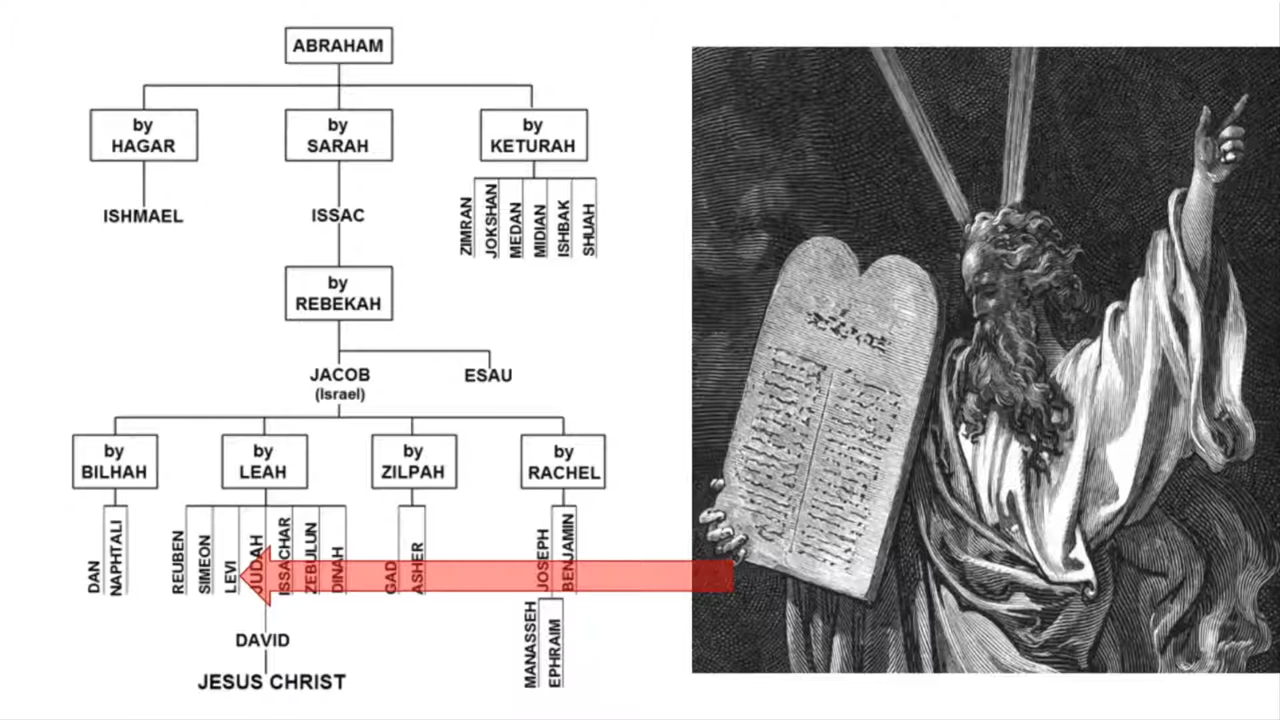 ABRAHAM
by
HAGAR
by
SARAH
by
KETURAH
ISHMAEL
ISSAC
ZIMRAN
JOKSHAN
MEDAN
MIDIAN
ISHBAK
SHUAH
by
REBEKAH
JACOB
(Israel)
ESAU
by
BILHAH
by
LEAH
by
ZILPAH
by
RACHEL
DAN
NAPHTALI
REUBEN
SIMEON
LEVI
JUDAH
ISSACHAR
ZEBULUN
DINAH
GAD
ASHER
JOSEPH
BENJAMIN
MANASSEH
EPHRAIM
DAVID
JESUS CHRIST